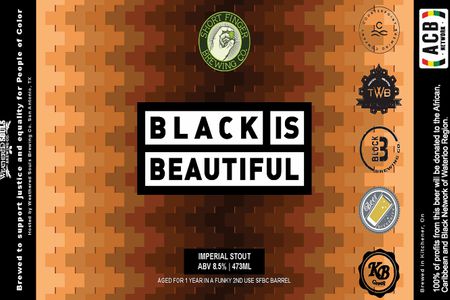 Brewed to support justice and equality for People of Color
Hosted by Weathered Souls Brewing Co. San Antonio, TX
WEATHERED SOULS
SHORT FINGER
BREWING CO.
BLACK IS
BEAUTIFUL
IMPERIAL STOUT
ABV 8.5% | 473ML
AGED FOR 1 YEAR IN A FUNKY 2ND USE SFBC BARREL
TWB
BLOCK
3
BREWING CO
KB
ACB
NETWORK
Brewed in Kitchener, On
100% of profits from this beer will be donated to the African,
Caribbean and Black Network of Waterloo Region.